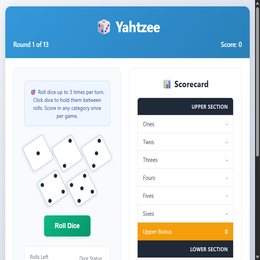 🎲 Yahtzee
Round 1 of 13
Score: 0
🎯 Roll dice up to 3 times per turn.
Click dice to hold them between
rolls. Score in any category once
per game.
Roll Dice
Rolls Left
Dice Status
📊 Scorecard
UPPER SECTION
Ones -
Twos -
Threes -
Fours -
Fives -
Sixes -
Upper Bonus 0
LOWER SECTION